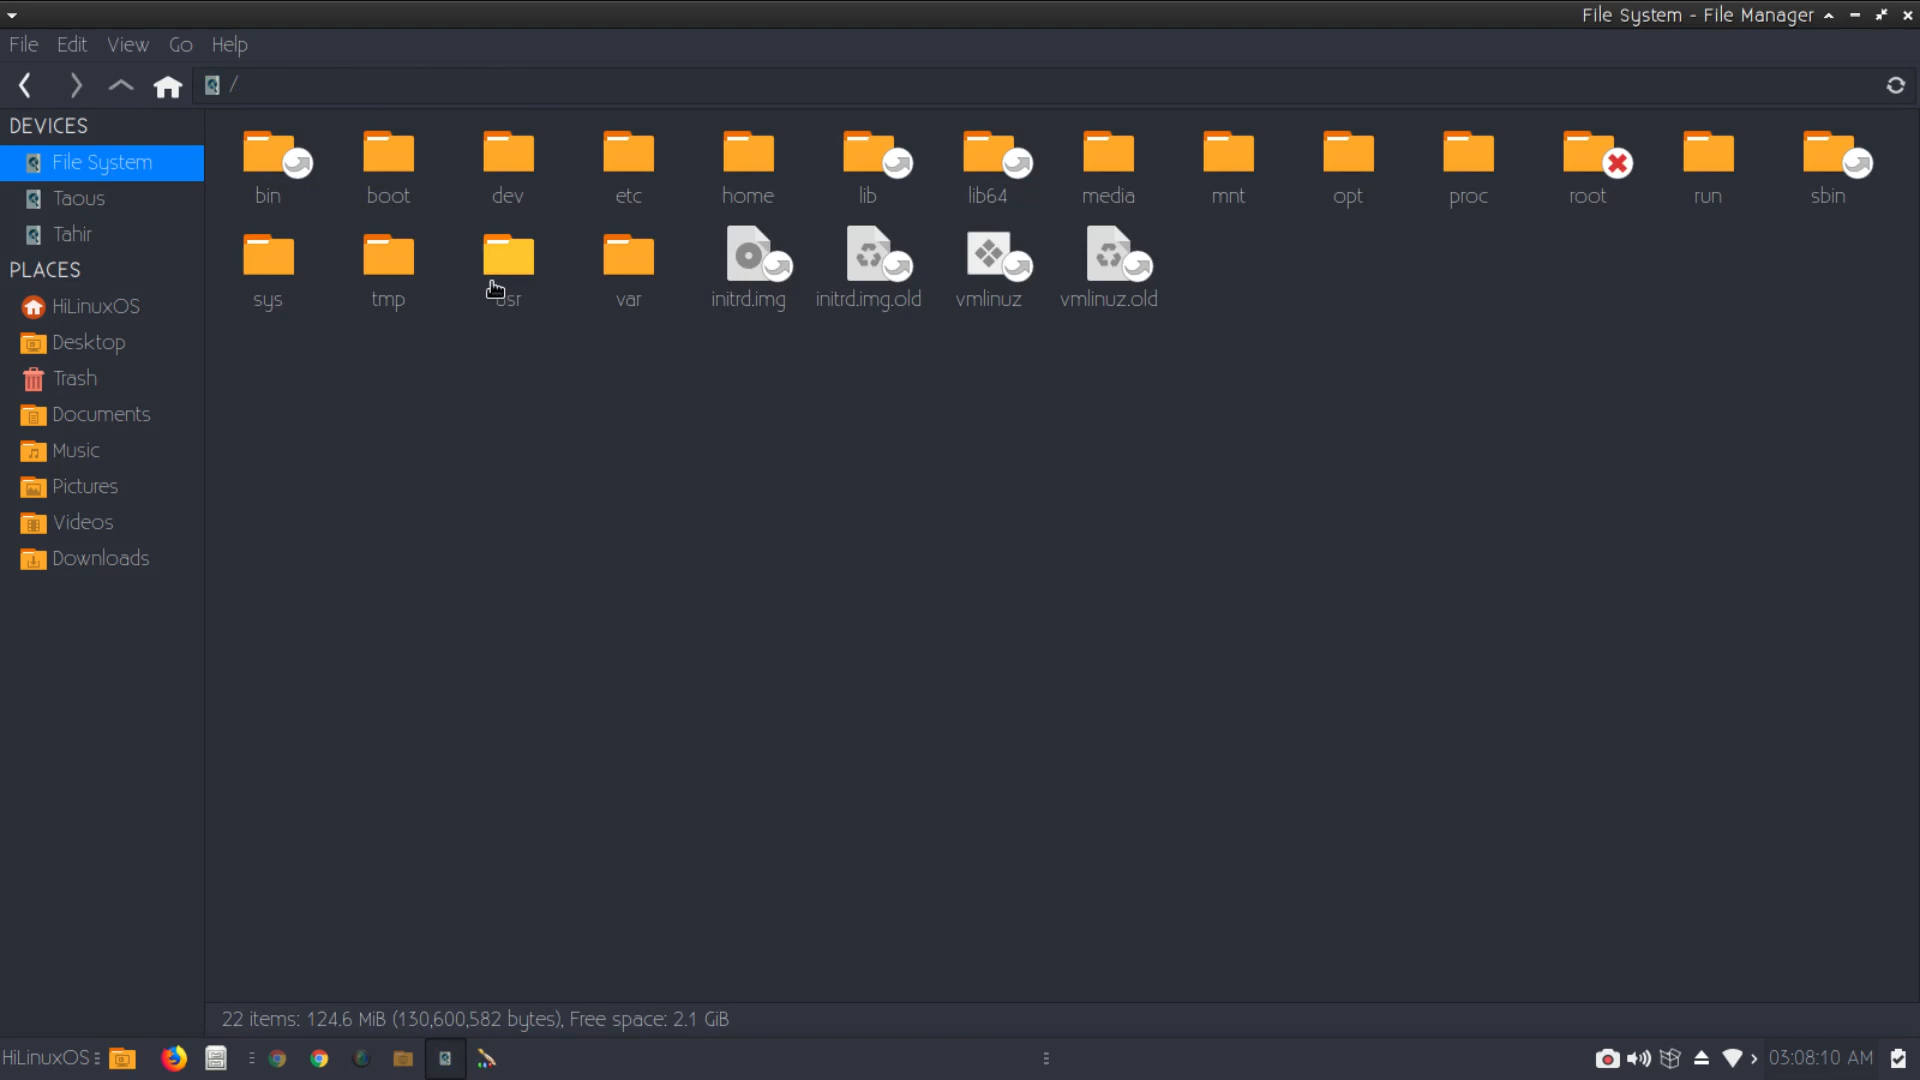 File System - File Manager
File Edit View Go Help
/
DEVICES
File System
Taous
Tahir
PLACES
HiLinuxOS
Desktop
Trash
Documents
Music
Pictures
Videos
Downloads
bin boot dev etc home lib lib64 media mnt opt proc root run sbin
sys tmp usr var initrd.img initrd.img.old vmlinuz vmlinuz.old
22 items: 124.6 MiB (130,600,582 bytes), Free space: 2.1 GiB
HiLinuxOS 03:08:10 AM